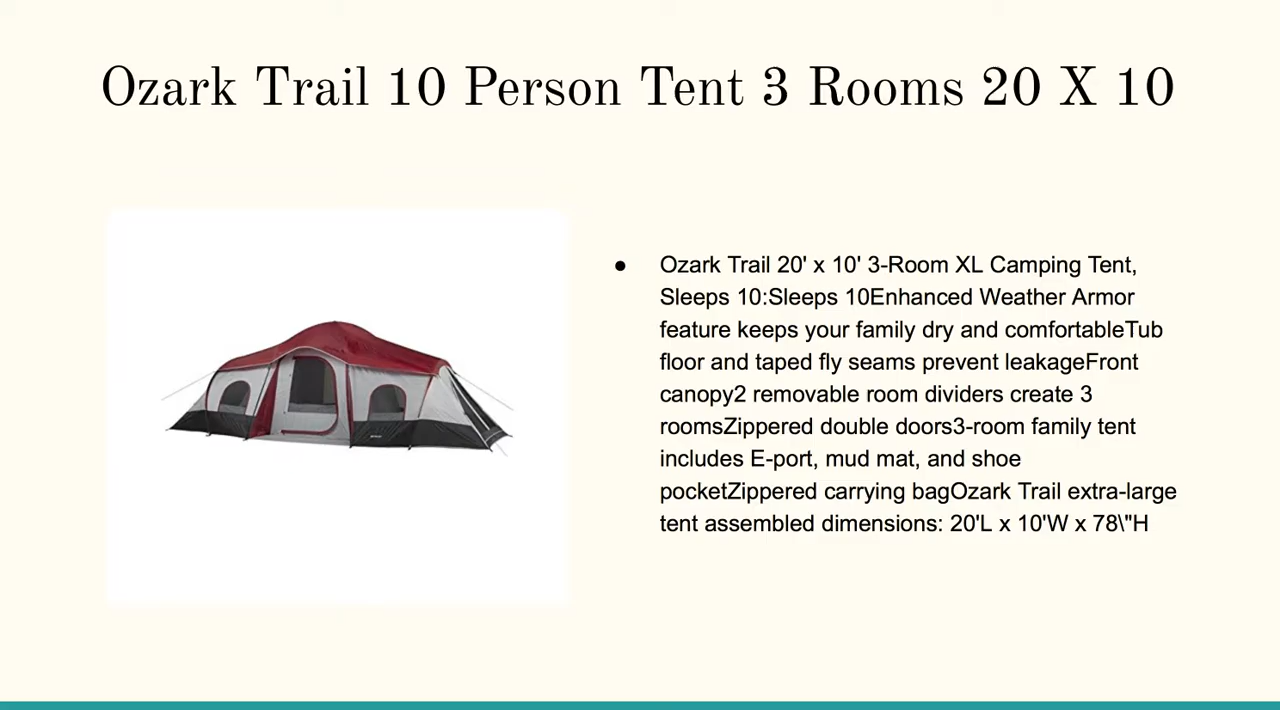 Ozark Trail 10 Person Tent 3 Rooms 20 X 10
● Ozark Trail 20' x 10' 3-Room XL Camping Tent,
Sleeps 10:Sleeps 10Enhanced Weather Armor
feature keeps your family dry and comfortableTub
floor and taped fly seams prevent leakageFront
canopy2 removable room dividers create 3
roomsZippered double doors3-room family tent
includes E-port, mud mat, and shoe
pocketZippered carrying bagOzark Trail extra-large
tent assembled dimensions: 20'L x 10'W x 78\"H